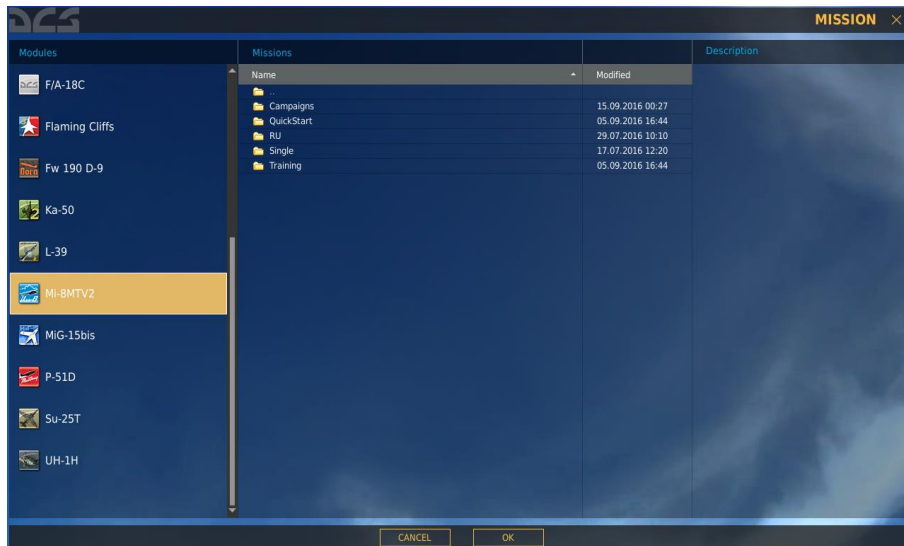 DCS
MISSION ×
Modules
Missions
Description
Name
Modified
F/A-18C
Flaming Cliffs
Fw 190 D-9
Ka-50
L-39
Mi-8MTV2
MiG-15bis
P-51D
Su-25T
UH-1H
..
Campaigns 15.09.2016 00:27
QuickStart 05.09.2016 16:44
RU 29.07.2016 10:10
Single 17.07.2016 12:20
Training 05.09.2016 16:44
CANCEL
OK